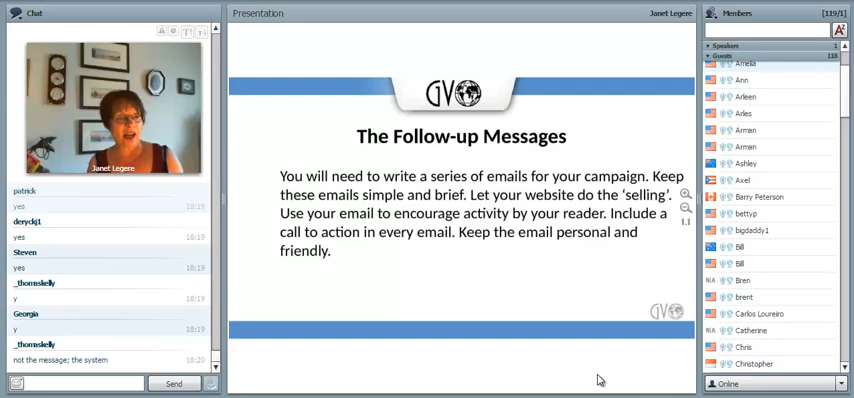 Chat
Presentation
Janet Legere
Members
[119/1]
Janet Legere
patrick
yes
18:19
deryckj1
yes
18:19
Steven
yes
18:19
_thomskelly
y
18:19
Georgia
y
18:19
_thomskelly
not the message; the system
18:20
Send
GVO
The Follow-up Messages
You will need to write a series of emails for your campaign. Keep
these emails simple and brief. Let your website do the ‘selling’.
Use your email to encourage activity by your reader. Include a
call to action in every email. Keep the email personal and
friendly.
1.1
GVO
Speakers
1
Guests
118
Amelia
Ann
Arleen
Arles
Arman
Arman
Ashley
Axel
Barry Peterson
bettyp
bigdaddy1
Bill
Bill
N/A Bren
brent
Carlos Loureiro
N/A Catherine
Chris
Christopher
Online